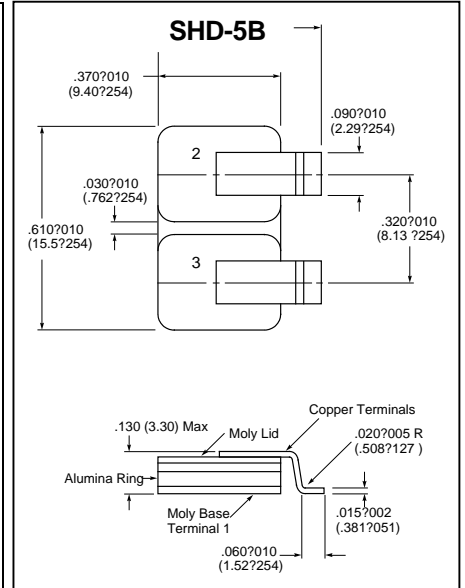 SHD-5B
.370?010
(9.40?254)
.090?010
(2.29?254)
2
.030?010
(.762?254)
.320?010
(8.13 ?254)
.610?010
(15.5?254)
3
Copper Terminals
.130 (3.30) Max
Moly Lid
.020?005 R
(.508?127 )
Alumina Ring
Moly Base
Terminal 1
.015?002
(.381?051)
.060?010
(1.52?254)